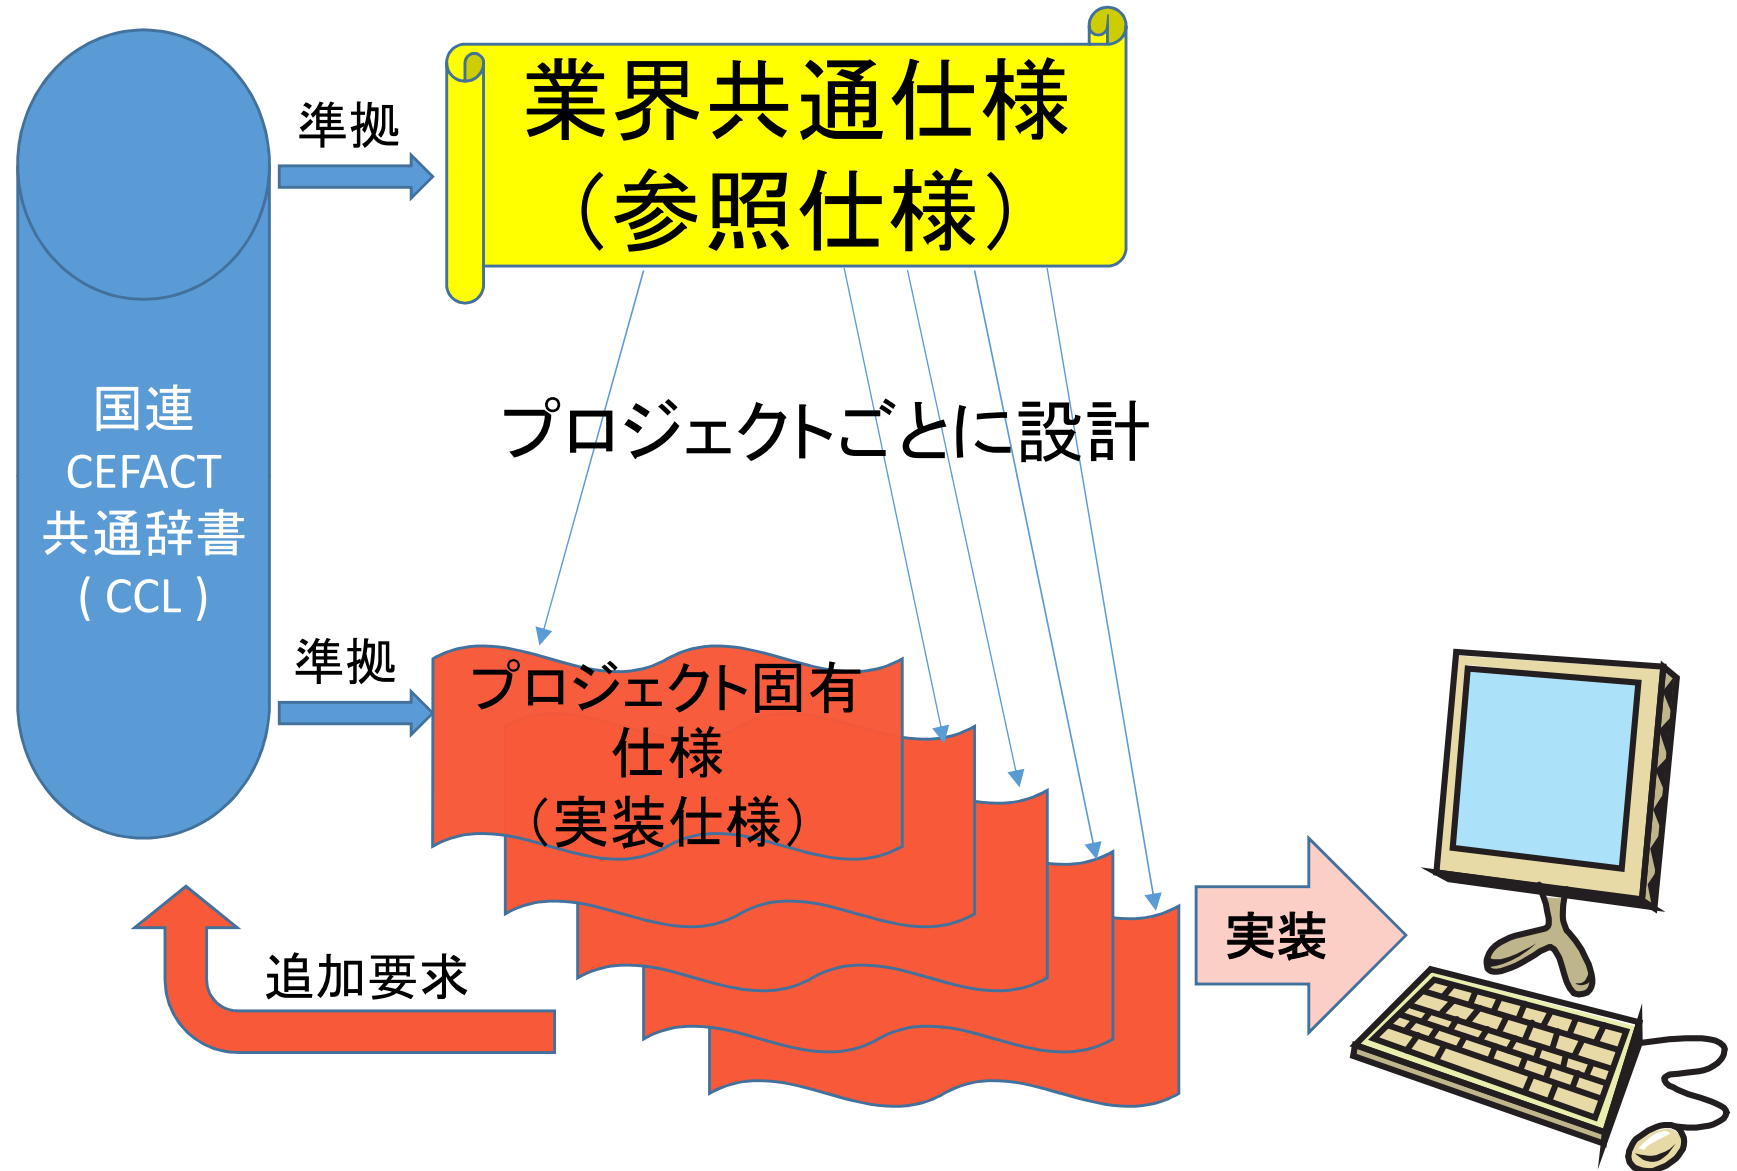 業界共通仕様
（参照仕様）
準拠
国連
CEFACT
共通辞書
( CCL )
プロジェクトごとに設計
準拠
プロジェクト固有
仕様
（実装仕様）
実装
追加要求